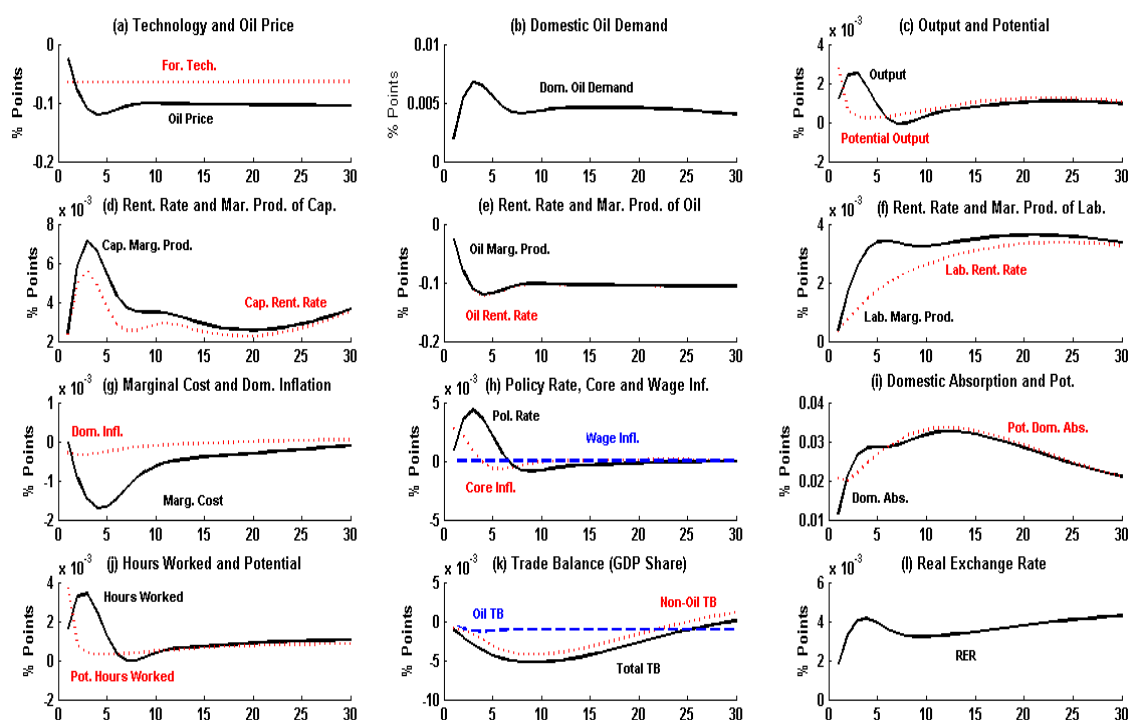 (a) Technology and Oil Price
% Points
0
-0.1
-0.2
For. Tech.
Oil Price
0 5 10 15 20 25 30
(b) Domestic Oil Demand
% Points
0.01
0.005
0
Dom. Oil Demand
0 5 10 15 20 25 30
(c) Output and Potential
x 10^-3
% Points
4
2
0
-2
Output
Potential Output
0 5 10 15 20 25 30
(d) Rent. Rate and Mar. Prod. of Cap.
x 10^-3
% Points
8
6
4
2
Cap. Marg. Prod.
Cap. Rent. Rate
0 5 10 15 20 25 30
(e) Rent. Rate and Mar. Prod. of Oil
% Points
0
-0.1
-0.2
Oil Marg. Prod.
Oil Rent. Rate
0 5 10 15 20 25 30
(f) Rent. Rate and Mar. Prod. of Lab.
x 10^-3
% Points
4
2
0
Lab. Rent. Rate
Lab. Marg. Prod.
0 5 10 15 20 25 30
(g) Marginal Cost and Dom. Inflation
x 10^-3
% Points
1
0
-1
-2
Dom. Infl.
Marg. Cost
0 5 10 15 20 25 30
(h) Policy Rate, Core and Wage Inf.
x 10^-3
% Points
5
0
-5
Pol. Rate
Wage Infl.
Core Infl.
0 5 10 15 20 25 30
(i) Domestic Absorption and Pot.
% Points
0.04
0.03
0.02
0.01
Pot. Dom. Abs.
Dom. Abs.
0 5 10 15 20 25 30
(j) Hours Worked and Potential
x 10^-3
% Points
4
2
0
-2
Hours Worked
Pot. Hours Worked
0 5 10 15 20 25 30
(k) Trade Balance (GDP Share)
x 10^-3
% Points
5
0
-5
-10
Oil TB
Non-Oil TB
Total TB
0 5 10 15 20 25 30
(l) Real Exchange Rate
x 10^-3
% Points
6
4
2
0
RER
0 5 10 15 20 25 30